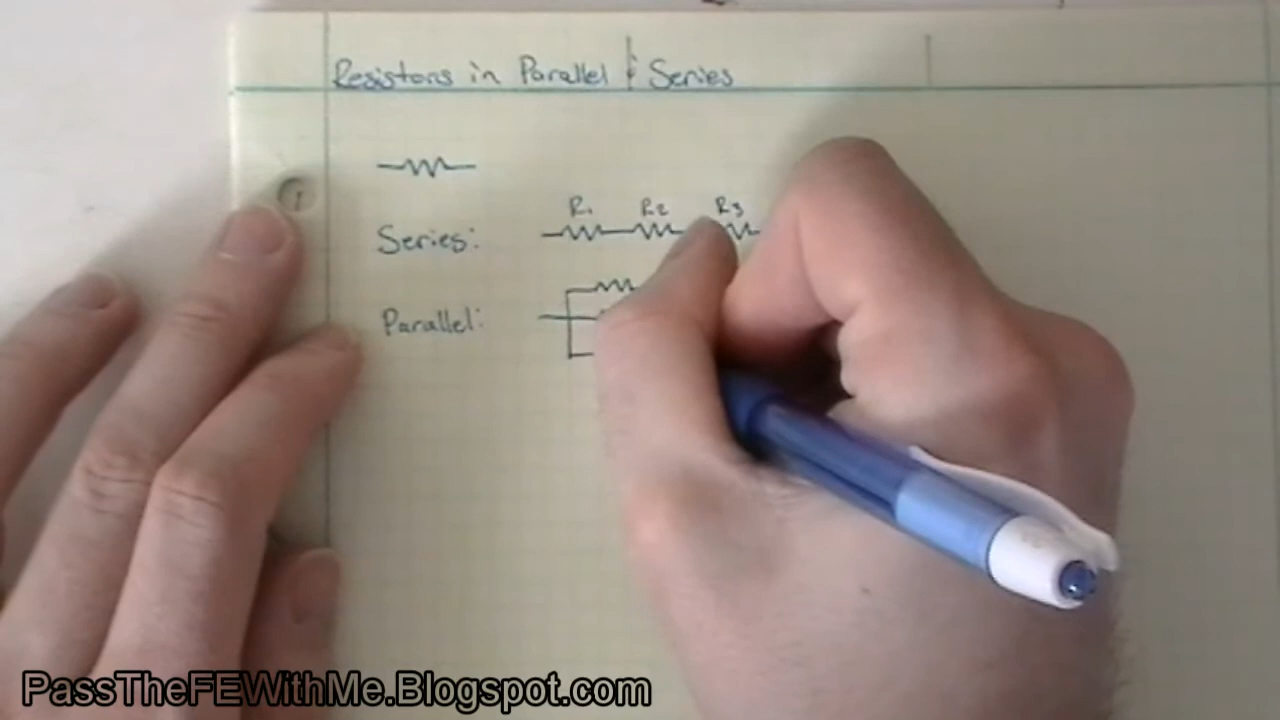 Resistors in Parallel & Series
R1 R2 R3
Series:
Parallel:
PassTheFEWithMe.Blogspot.com